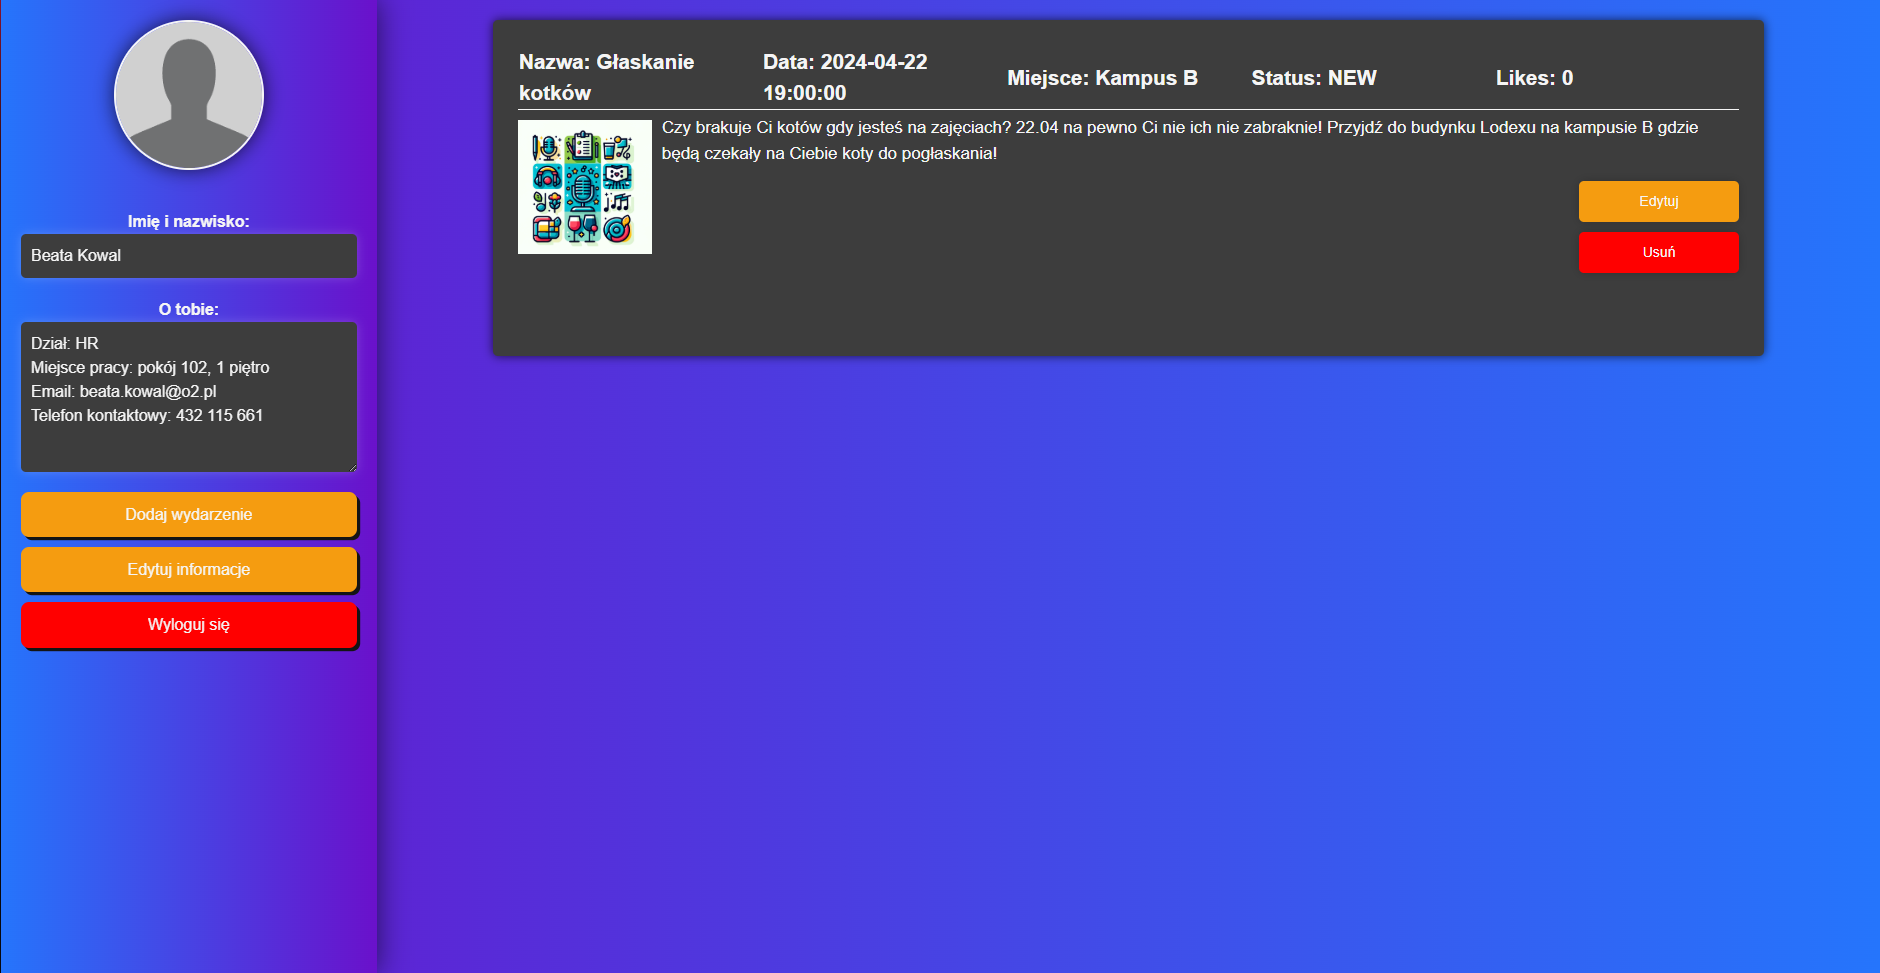 Imię i nazwisko:
Beata Kowal
O tobie:
Dział: HR
Miejsce pracy: pokój 102, 1 piętro
Email: beata.kowal@o2.pl
Telefon kontaktowy: 432 115 661
Dodaj wydarzenie
Edytuj informacje
Wyloguj się
Nazwa: Głaskanie
kotków
Data: 2024-04-22
19:00:00
Miejsce: Kampus B
Status: NEW
Likes: 0
Czy brakuje Ci kotów gdy jesteś na zajęciach? 22.04 na pewno Ci nie ich nie zabraknie! Przyjdź do budynku Lodexu na kampusie B gdzie
będą czekały na Ciebie koty do pogłaskania!
Edytuj
Usuń